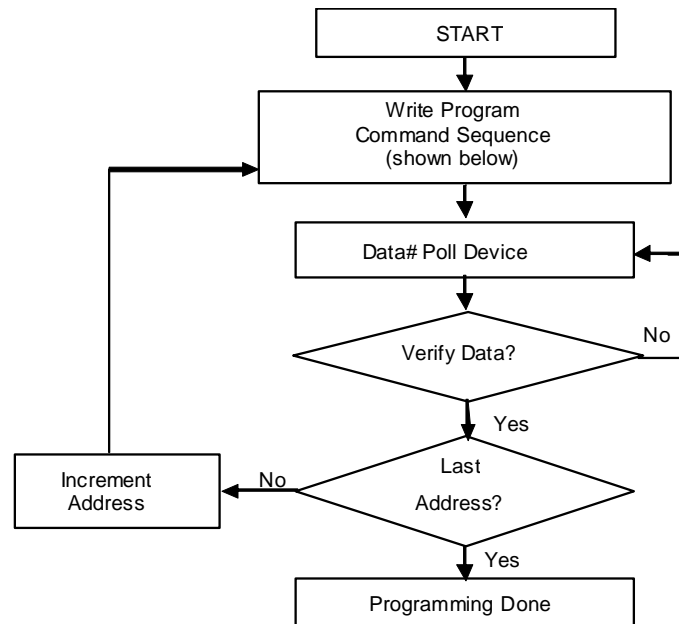 START
Write Program
Command Sequence
(shown below)
Data# Poll Device
Verify Data?
No
Yes
Last
Address?
No
Increment
Address
Yes
Programming Done